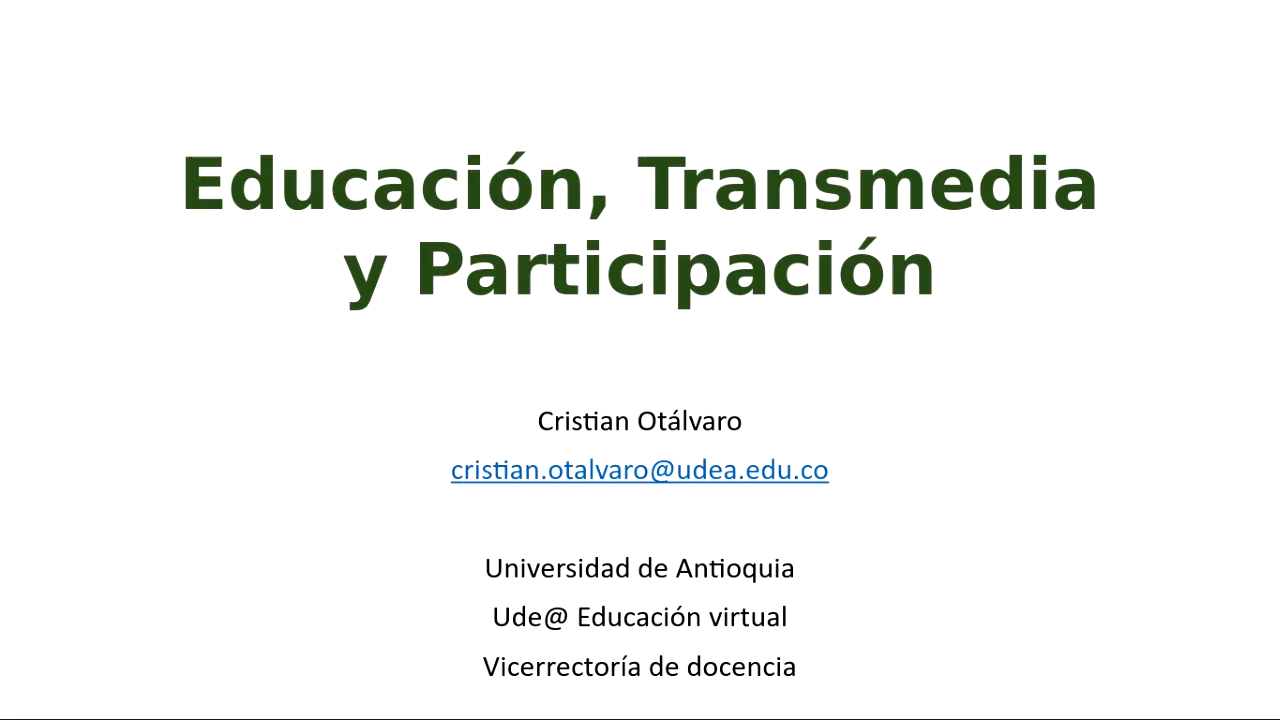 Educación, Transmedia
y Participación
Cristian Otálvaro
cristian.otalvaro@udea.edu.co
Universidad de Antioquia
Ude@ Educación virtual
Vicerrectoría de docencia